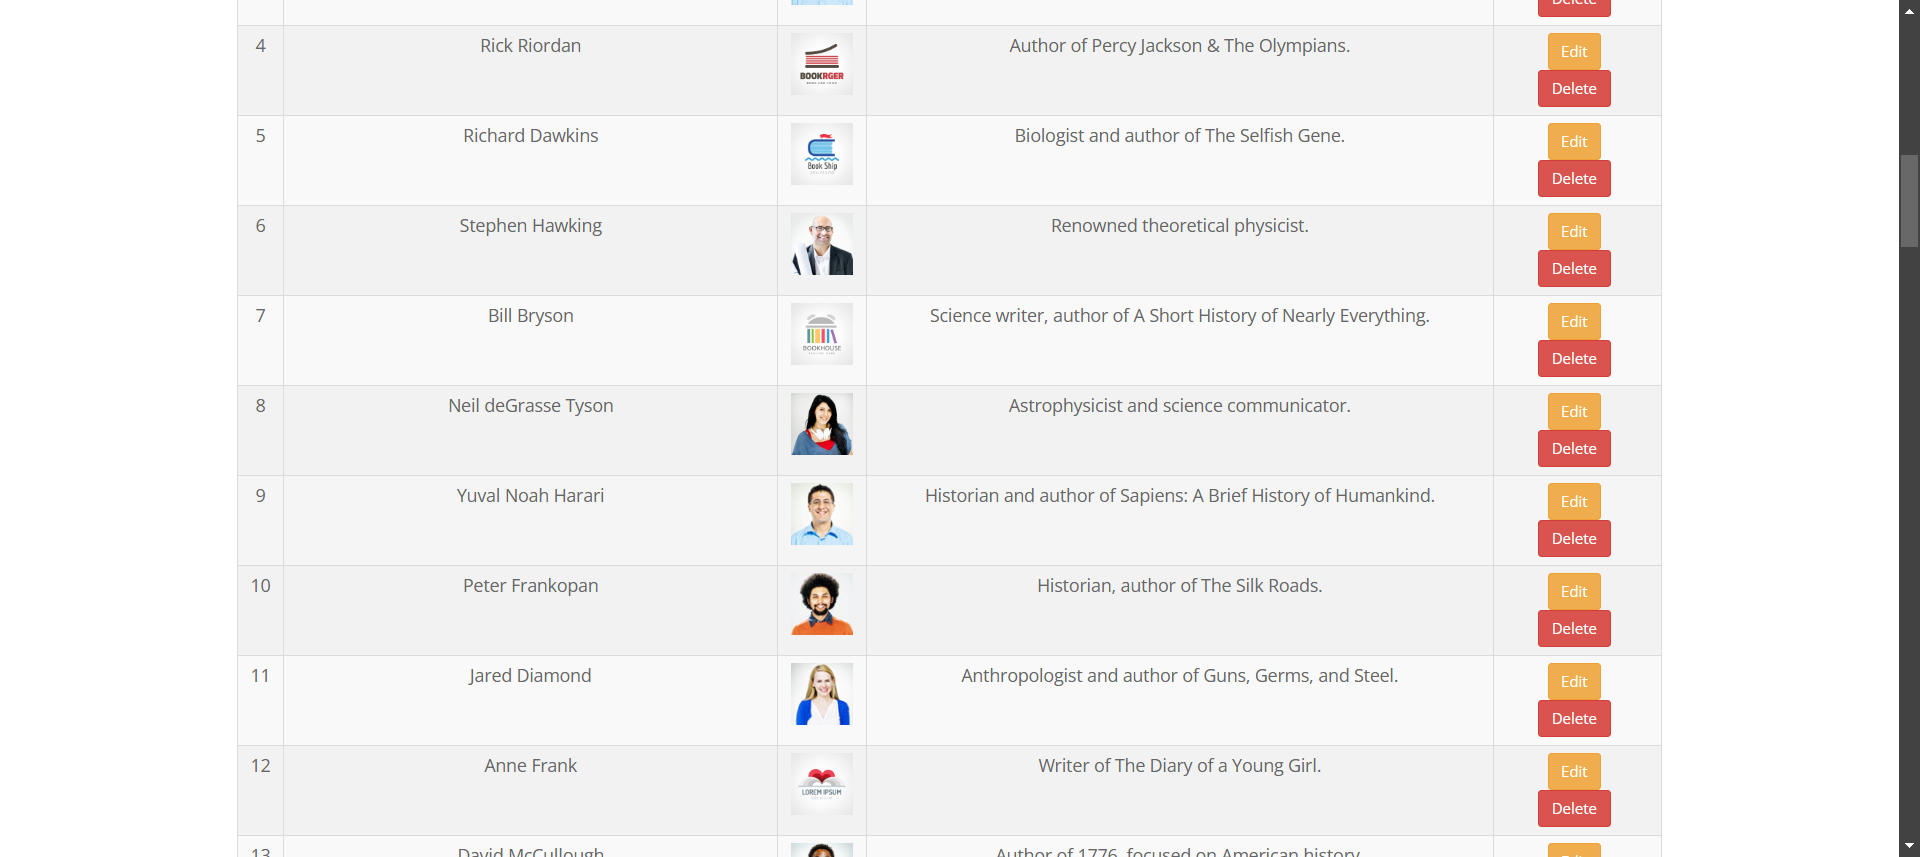 Delete
4 Rick Riordan BOOKRGER Author of Percy Jackson & The Olympians. Edit
Delete
5 Richard Dawkins Book Ship Biologist and author of The Selfish Gene. Edit
Delete
6 Stephen Hawking Renowned theoretical physicist. Edit
Delete
7 Bill Bryson BOOKHOUSE Science writer, author of A Short History of Nearly Everything. Edit
Delete
8 Neil deGrasse Tyson Astrophysicist and science communicator. Edit
Delete
9 Yuval Noah Harari Historian and author of Sapiens: A Brief History of Humankind. Edit
Delete
10 Peter Frankopan Historian, author of The Silk Roads. Edit
Delete
11 Jared Diamond Anthropologist and author of Guns, Germs, and Steel. Edit
Delete
12 Anne Frank LOREM IPSUM Writer of The Diary of a Young Girl. Edit
Delete
13 David McCullough Author of 1776, focused on American history. Edit